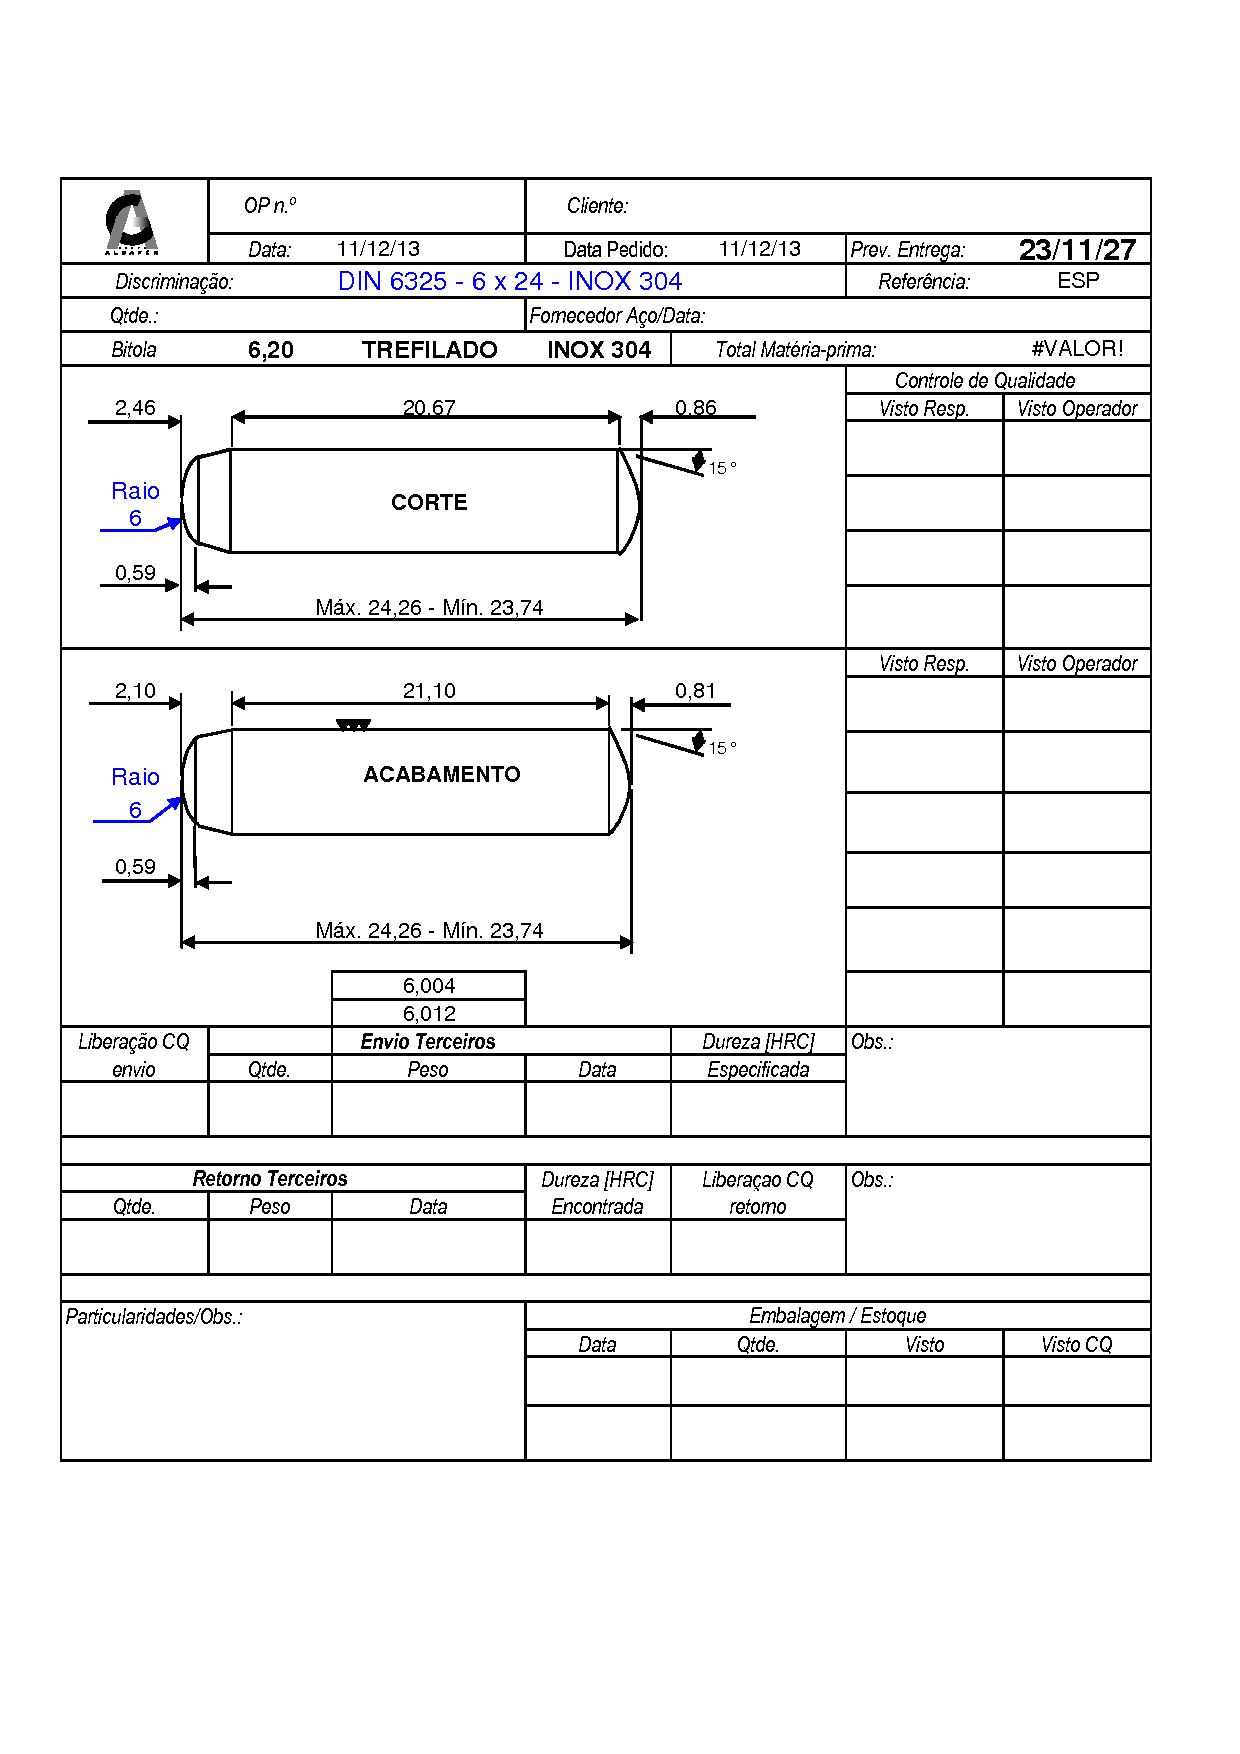 ALBAFER
OP n.º Cliente:
Data: 11/12/13 Data Pedido: 11/12/13 Prev. Entrega: 23/11/27
Discriminação: DIN 6325 - 6 x 24 - INOX 304 Referência: ESP
Qtde.: Fornecedor Aço/Data:
Bitola 6,20 TREFILADO INOX 304 Total Matéria-prima: #VALOR!
Controle de Qualidade
2,46 20,67 0,86 Visto Resp. Visto Operador
15 °
Raio
CORTE
6
0,59
Máx. 24,26 - Mín. 23,74
Visto Resp. Visto Operador
2,10 21,10 0,81
15 °
Raio ACABAMENTO
6
0,59
Máx. 24,26 - Mín. 23,74
6,004
6,012
Liberação CQ Envio Terceiros Dureza [HRC] Obs.:
envio Qtde. Peso Data Especificada
Retorno Terceiros Dureza [HRC] Liberaçao CQ Obs.:
Qtde. Peso Data Encontrada retorno
Particularidades/Obs.: Embalagem / Estoque
Data Qtde. Visto Visto CQ